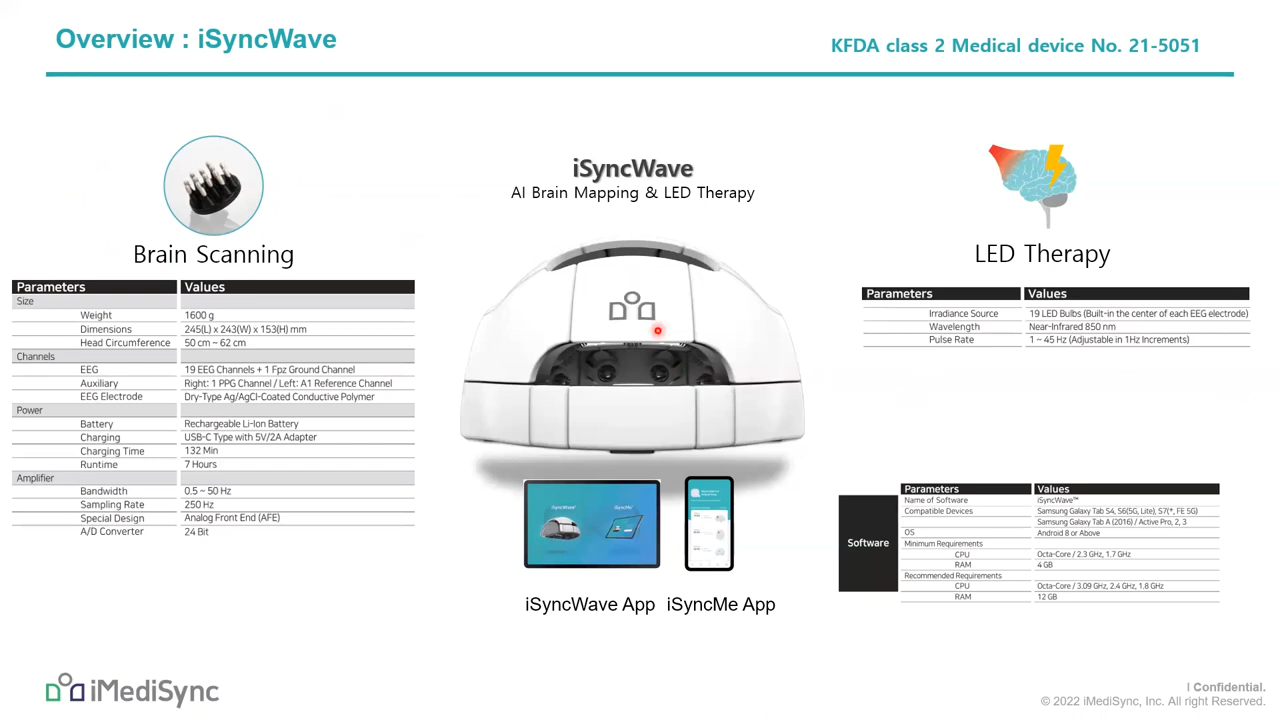 Overview : iSyncWave
KFDA class 2 Medical device No. 21-5051
Brain Scanning
Parameters Values
Size
Weight 1600 g
Dimensions 245(L) x 243(W) x 153(H) mm
Head Circumference 50 cm ~ 62 cm
Channels
EEG 19 EEG Channels + 1 Fpz Ground Channel
Auxiliary Right: 1 PPG Channel / Left: A1 Reference Channel
EEG Electrode Dry-Type Ag/AgCl-Coated Conductive Polymer
Power
Battery Rechargeable Li-Ion Battery
Charging USB-C Type with 5V/2A Adapter
Charging Time 132 Min
Runtime 7 Hours
Amplifier
Bandwidth 0.5 ~ 50 Hz
Sampling Rate 250 Hz
Special Design Analog Front End (AFE)
A/D Converter 24 Bit
iSyncWave
AI Brain Mapping & LED Therapy
iSyncWave
iSyncMe
iSyncWave App iSyncMe App
LED Therapy
Parameters Values
Irradiance Source 19 LED Bulbs (Built-in the center of each EEG electrode)
Wavelength Near-Infrared 850 nm
Pulse Rate 1 ~ 45 Hz (Adjustable in 1Hz Increments)
Software
Parameters Values
Name of Software iSyncWave™
Compatible Devices Samsung Galaxy Tab S4, S6(5G, Lite), S7(*, FE 5G)
Samsung Galaxy Tab A (2016) / Active Pro, 2, 3
OS Android 8 or Above
Minimum Requirements
CPU Octa-Core / 2.3 GHz, 1.7 GHz
RAM 4 GB
Recommended Requirements
CPU Octa-Core / 3.09 GHz, 2.4 GHz, 1.8 GHz
RAM 12 GB
iMediSync
I Confidential.
© 2022 iMediSync, Inc. All right Reserved.